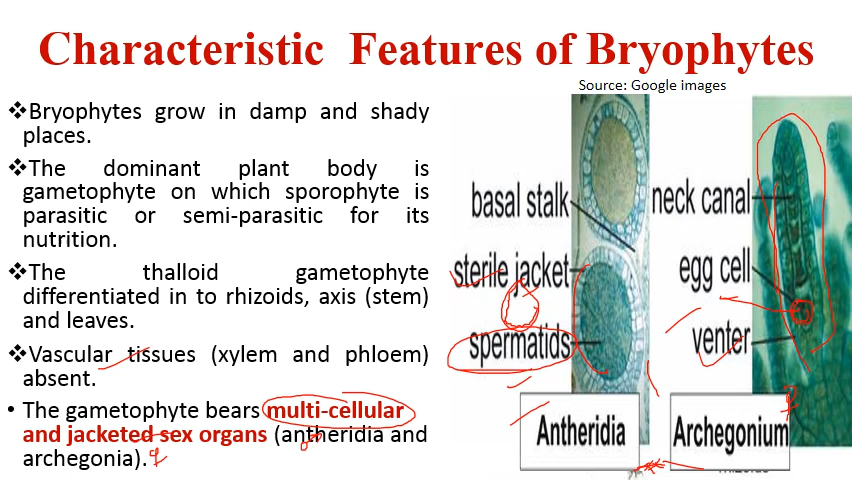 Characteristic Features of Bryophytes
Source: Google images
❖Bryophytes grow in damp and shady
places.
❖The dominant plant body is
gametophyte on which sporophyte is
parasitic or semi-parasitic for its
nutrition.
❖The thalloid gametophyte
differentiated in to rhizoids, axis (stem)
and leaves.
❖Vascular tissues (xylem and phloem)
absent.
• The gametophyte bears multi-cellular
and jacketed sex organs (antheridia and
archegonia).
basal stalk
sterile jacket
spermatids
Antheridia
neck canal
egg cell
venter
Archegonium